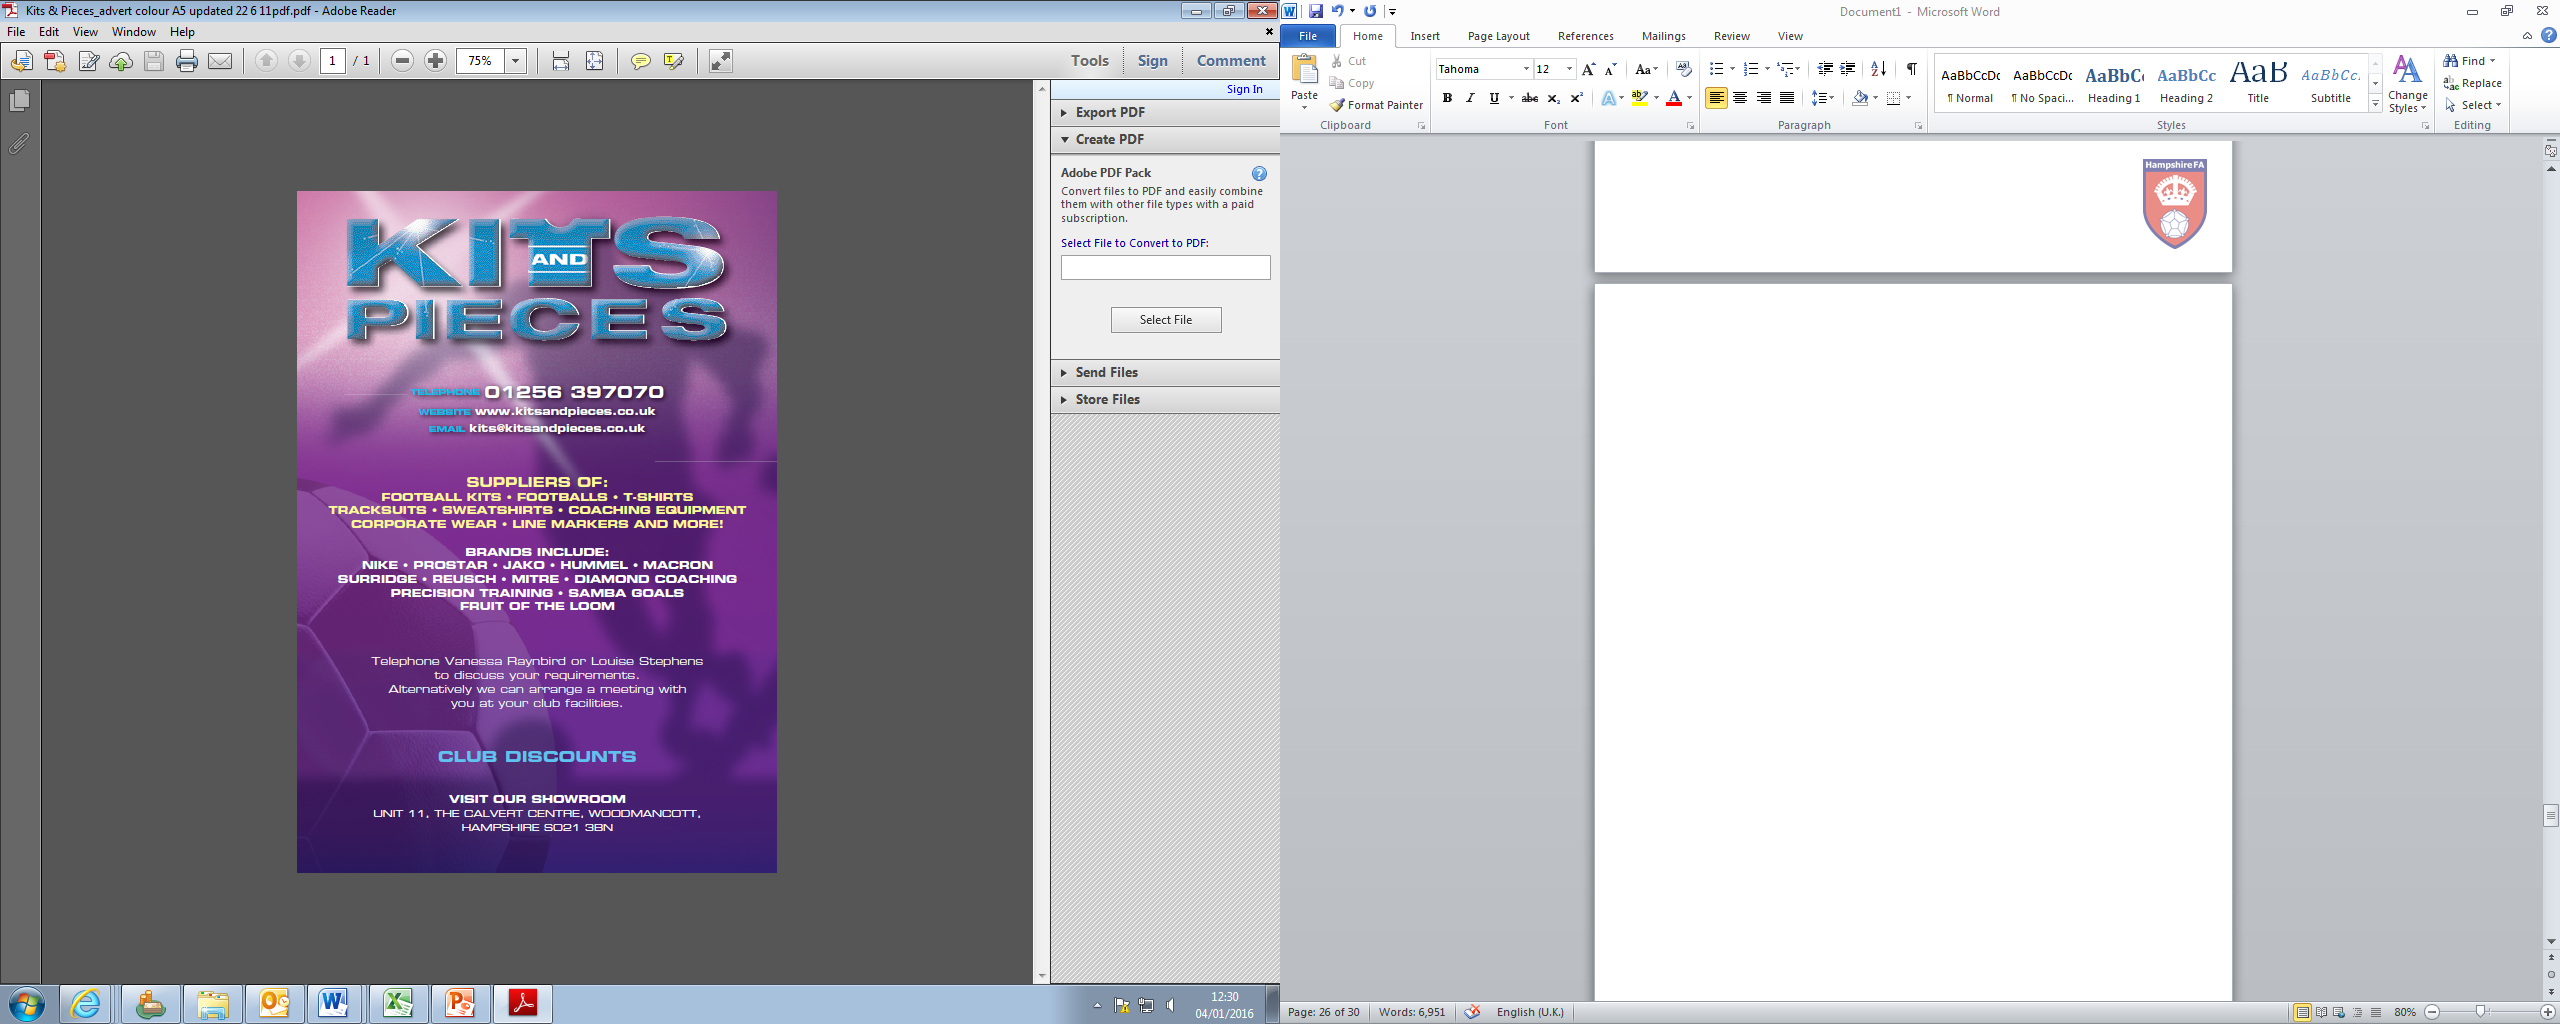 Kits & Pieces_advert colour A5 updated 22 6 11pdf.pdf - Adobe Reader
File Edit View Window Help
1 / 1 75% Tools Sign Comment
Sign In
Export PDF
Create PDF
Adobe PDF Pack
Convert files to PDF and easily combine
them with other file types with a paid
subscription.
Select File to Convert to PDF:
Select File
Send Files
Store Files
KITS
AND
PIECES
TELEPHONE 01256 397070
WEBSITE www.kitsandpieces.co.uk
EMAIL kits@kitsandpieces.co.uk
SUPPLIERS OF:
FOOTBALL KITS • FOOTBALLS • T-SHIRTS
TRACKSUITS • SWEATSHIRTS • COACHING EQUIPMENT
CORPORATE WEAR • LINE MARKERS AND MORE!
BRANDS INCLUDE:
NIKE • PROSTAR • JAKO • HUMMEL • MACRON
SURRIDGE • REUSCH • MITRE • DIAMOND COACHING
PRECISION TRAINING • SAMBA GOALS
FRUIT OF THE LOOM
Telephone Vanessa Raynbird or Louise Stephens
to discuss your requirements.
Alternatively we can arrange a meeting with
you at your club facilities.
CLUB DISCOUNTS
VISIT OUR SHOWROOM
UNIT 11, THE CALVERT CENTRE, WOODMANCOTT,
HAMPSHIRE SO21 3BN
12:30
04/01/2016
Document1 - Microsoft Word
File Home Insert Page Layout References Mailings Review View
Paste
Cut
Copy
Format Painter
Clipboard
Tahoma 12
Font
Paragraph
AaBbCcDc AaBbCcDc AaBbC AaBbCc AaB AaBbCc.
¶ Normal ¶ No Spaci... Heading 1 Heading 2 Title Subtitle
Change
Styles
Styles
Find
Replace
Select
Editing
Hampshire FA
Page: 26 of 30 Words: 6,951 English (U.K.) 80%